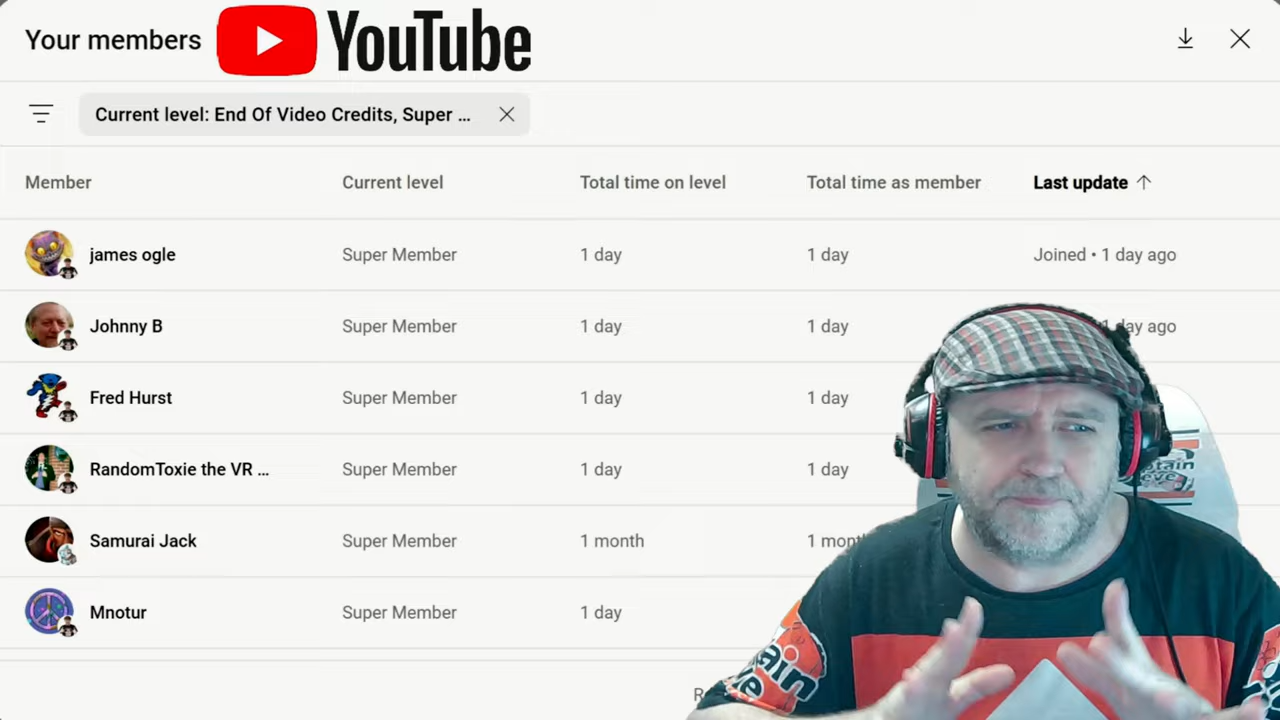 Your members YouTube
Current level: End Of Video Credits, Super ...
Member Current level Total time on level Total time as member Last update
james ogle Super Member 1 day 1 day Joined • 1 day ago
Johnny B Super Member 1 day 1 day day ago
Fred Hurst Super Member 1 day 1 day
RandomToxie the VR ... Super Member 1 day 1 day
Samurai Jack Super Member 1 month 1
Mnotur Super Member 1 day